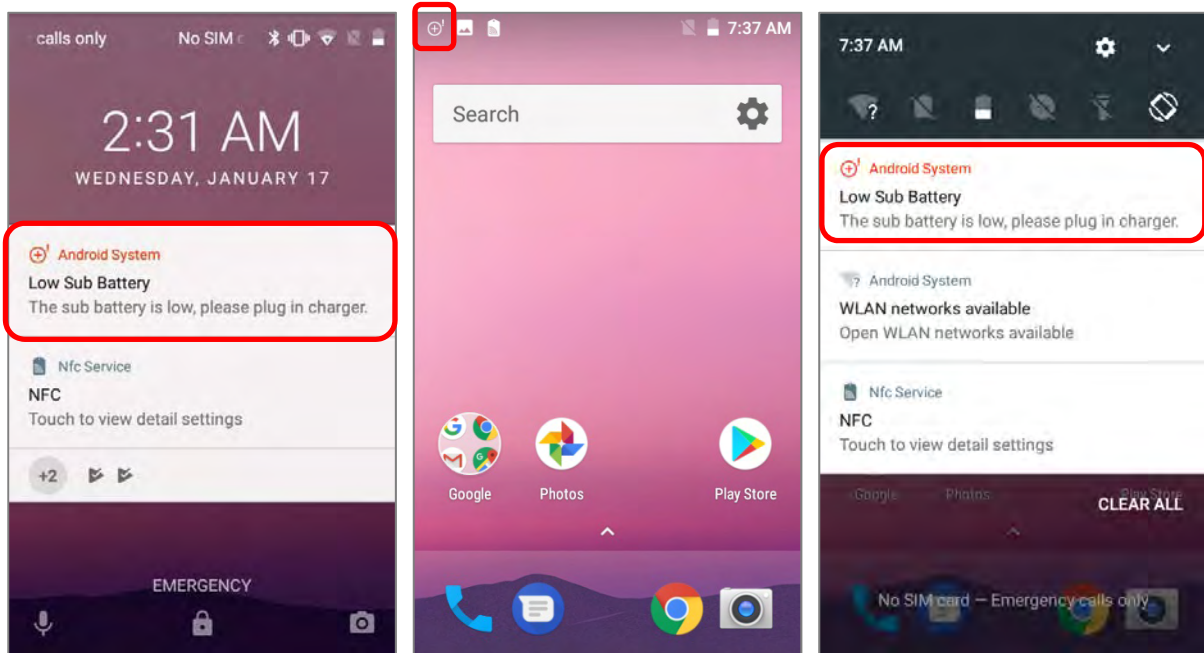 calls only No SIM c
2:31 AM
WEDNESDAY, JANUARY 17
Android System
Low Sub Battery
The sub battery is low, please plug in charger.
Nfc Service
NFC
Touch to view detail settings
+2
EMERGENCY
7:37 AM
Search
Google Photos Play Store
7:37 AM
?
Android System
Low Sub Battery
The sub battery is low, please plug in charger.
? Android System
WLAN networks available
Open WLAN networks available
Nfc Service
NFC
Touch to view detail settings
Google Photos Play Store
CLEAR ALL
No SIM card — Emergency calls only